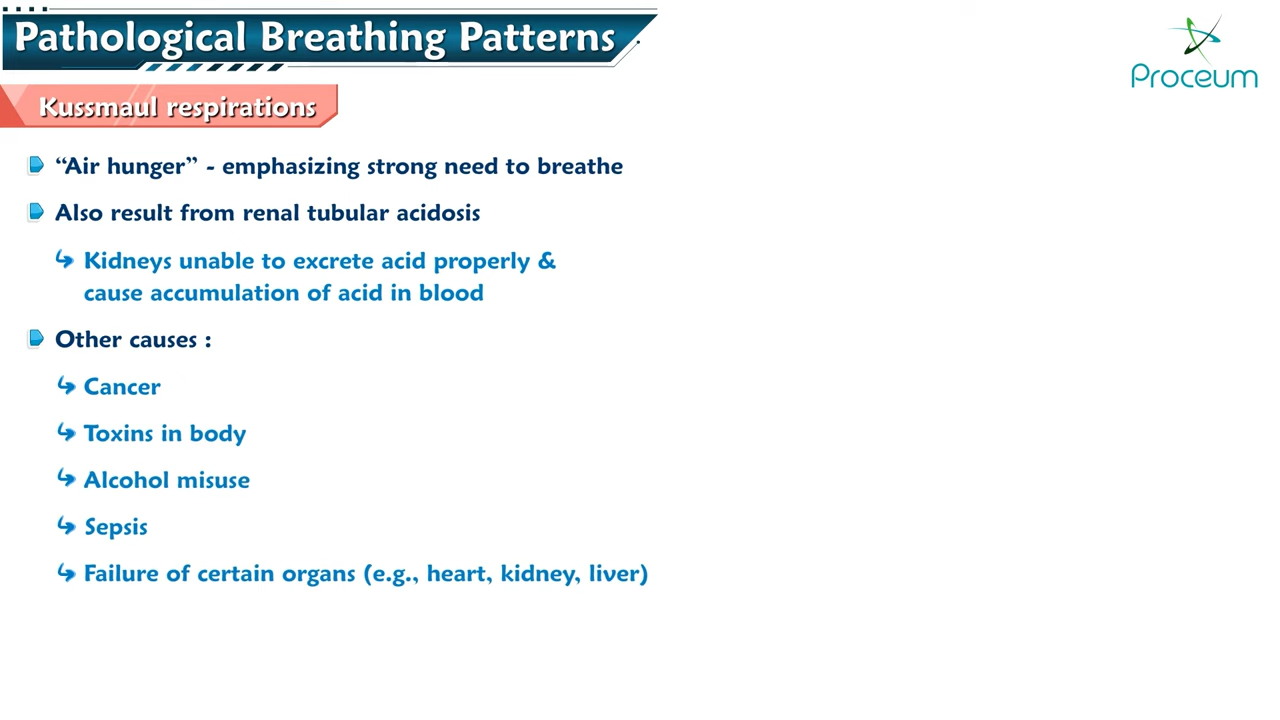 Pathological Breathing Patterns
Proceum
Kussmaul respirations
“Air hunger” - emphasizing strong need to breathe
Also result from renal tubular acidosis
Kidneys unable to excrete acid properly &
cause accumulation of acid in blood
Other causes :
Cancer
Toxins in body
Alcohol misuse
Sepsis
Failure of certain organs (e.g., heart, kidney, liver)